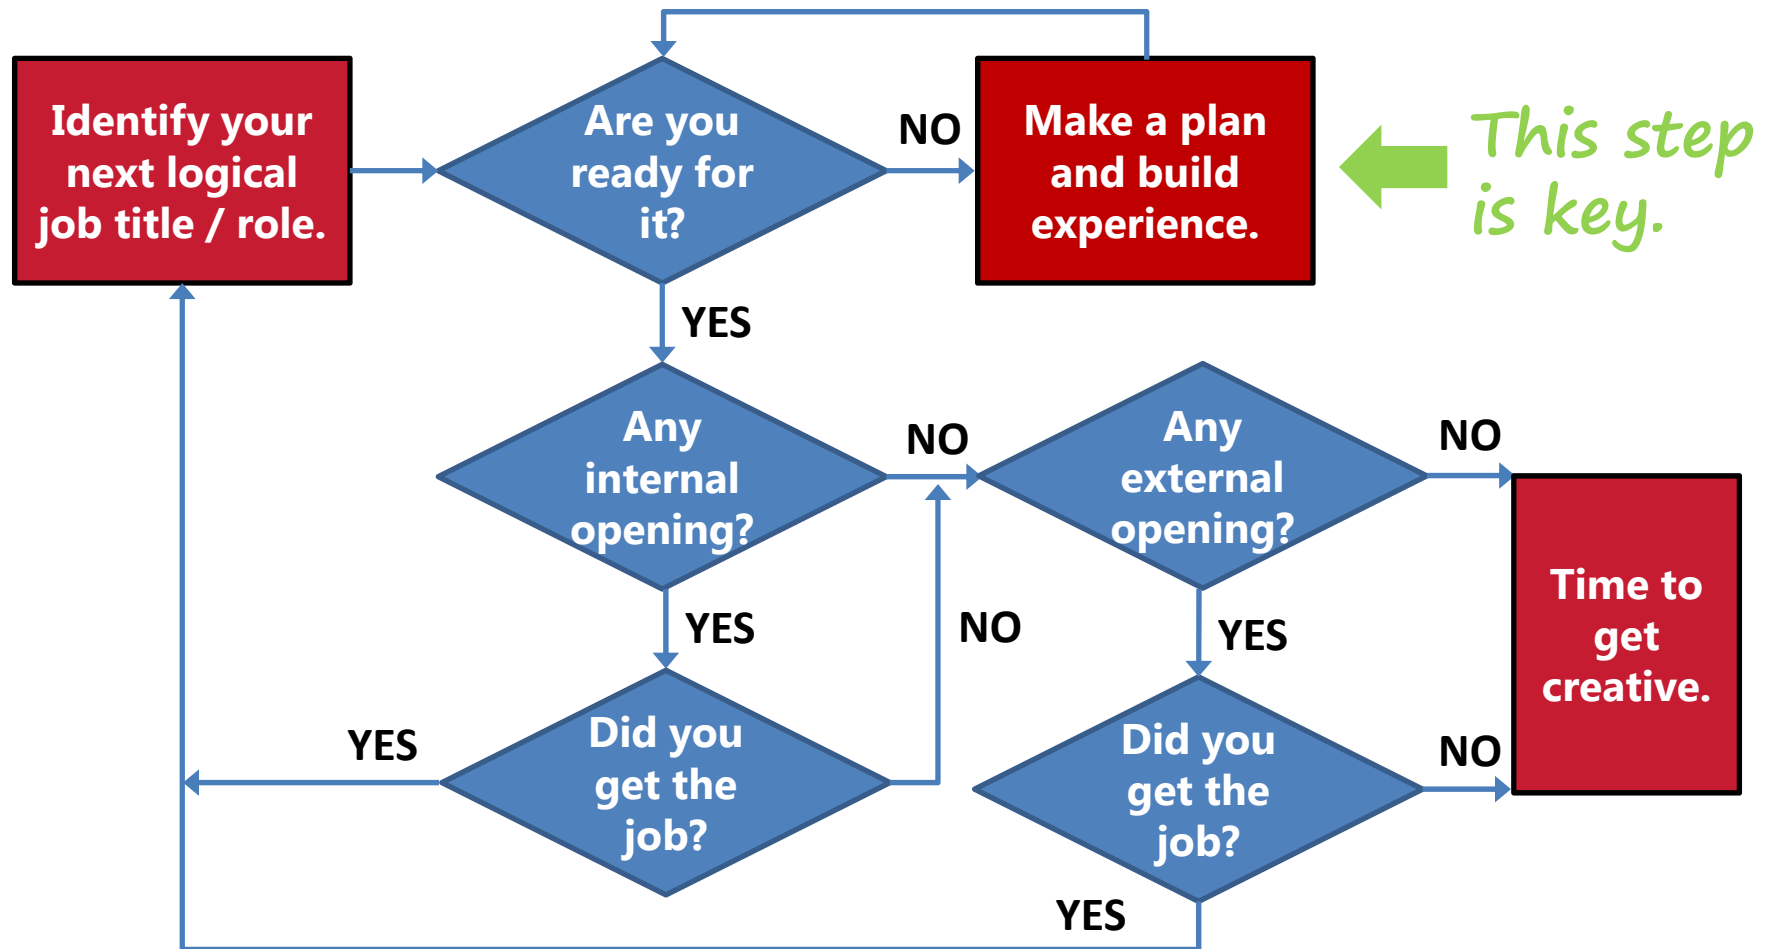 Identify your
next logical
job title / role.
Are you
ready for
it?
NO
Make a plan
and build
experience.
This step
is key.
YES
Any
internal
opening?
NO
Any
external
opening?
NO
YES
NO
YES
Time to
get
creative.
YES
Did you
get the
job?
Did you
get the
job?
NO
YES